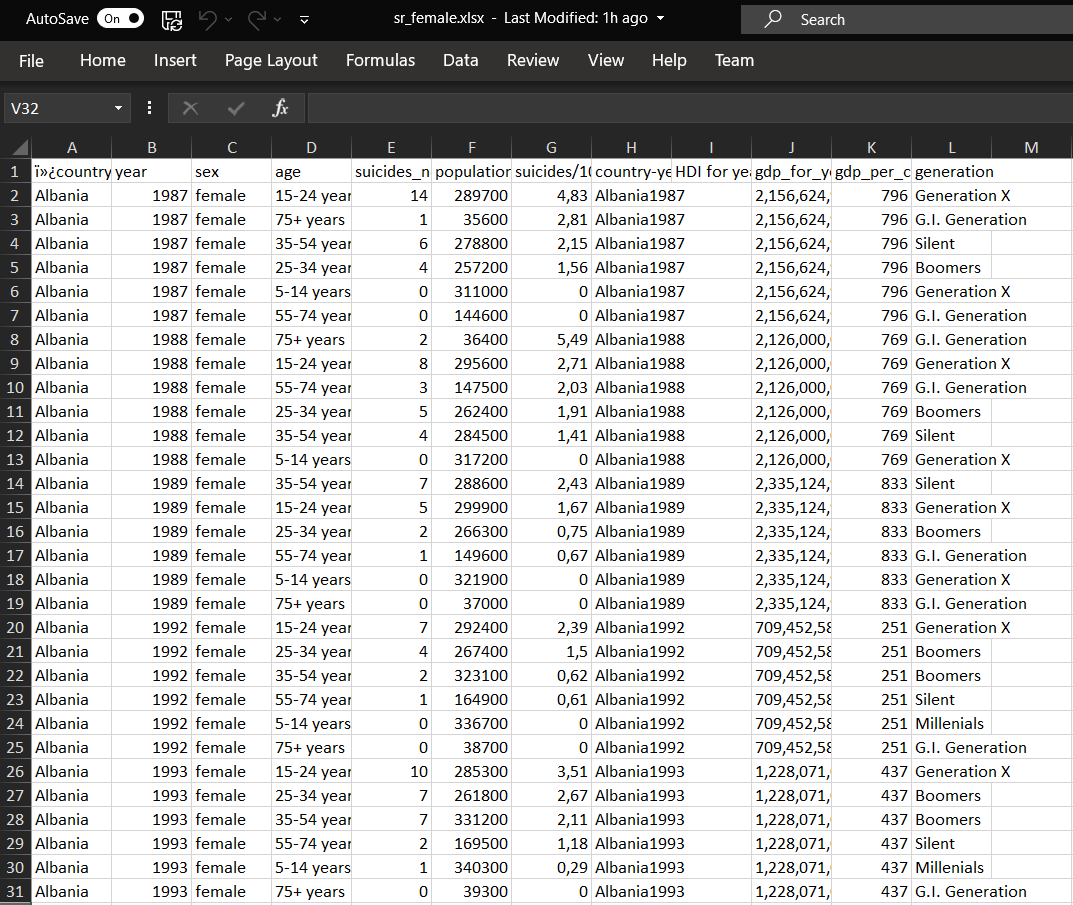 AutoSave On sr_female.xlsx - Last Modified: 1h ago Search
File Home Insert Page Layout Formulas Data Review View Help Team
V32 fx
A B C D E F G H I J K L M
1 ï»¿country year sex age suicides_n population suicides/10 country-ye HDI for yea gdp_for_ye gdp_per_c generation
2 Albania 1987 female 15-24 year 14 289700 4,83 Albania1987 2,156,624, 796 Generation X
3 Albania 1987 female 75+ years 1 35600 2,81 Albania1987 2,156,624, 796 G.I. Generation
4 Albania 1987 female 35-54 year 6 278800 2,15 Albania1987 2,156,624, 796 Silent
5 Albania 1987 female 25-34 year 4 257200 1,56 Albania1987 2,156,624, 796 Boomers
6 Albania 1987 female 5-14 years 0 311000 0 Albania1987 2,156,624, 796 Generation X
7 Albania 1987 female 55-74 year 0 144600 0 Albania1987 2,156,624, 796 G.I. Generation
8 Albania 1988 female 75+ years 2 36400 5,49 Albania1988 2,126,000, 769 G.I. Generation
9 Albania 1988 female 15-24 year 8 295600 2,71 Albania1988 2,126,000, 769 Generation X
10 Albania 1988 female 55-74 year 3 147500 2,03 Albania1988 2,126,000, 769 G.I. Generation
11 Albania 1988 female 25-34 year 5 262400 1,91 Albania1988 2,126,000, 769 Boomers
12 Albania 1988 female 35-54 year 4 284500 1,41 Albania1988 2,126,000, 769 Silent
13 Albania 1988 female 5-14 years 0 317200 0 Albania1988 2,126,000, 769 Generation X
14 Albania 1989 female 35-54 year 7 288600 2,43 Albania1989 2,335,124, 833 Silent
15 Albania 1989 female 15-24 year 5 299900 1,67 Albania1989 2,335,124, 833 Generation X
16 Albania 1989 female 25-34 year 2 266300 0,75 Albania1989 2,335,124, 833 Boomers
17 Albania 1989 female 55-74 year 1 149600 0,67 Albania1989 2,335,124, 833 G.I. Generation
18 Albania 1989 female 5-14 years 0 321900 0 Albania1989 2,335,124, 833 Generation X
19 Albania 1989 female 75+ years 0 37000 0 Albania1989 2,335,124, 833 G.I. Generation
20 Albania 1992 female 15-24 year 7 292400 2,39 Albania1992 709,452,58 251 Generation X
21 Albania 1992 female 25-34 year 4 267400 1,5 Albania1992 709,452,58 251 Boomers
22 Albania 1992 female 35-54 year 2 323100 0,62 Albania1992 709,452,58 251 Boomers
23 Albania 1992 female 55-74 year 1 164900 0,61 Albania1992 709,452,58 251 Silent
24 Albania 1992 female 5-14 years 0 336700 0 Albania1992 709,452,58 251 Millenials
25 Albania 1992 female 75+ years 0 38700 0 Albania1992 709,452,58 251 G.I. Generation
26 Albania 1993 female 15-24 year 10 285300 3,51 Albania1993 1,228,071, 437 Generation X
27 Albania 1993 female 25-34 year 7 261800 2,67 Albania1993 1,228,071, 437 Boomers
28 Albania 1993 female 35-54 year 7 331200 2,11 Albania1993 1,228,071, 437 Boomers
29 Albania 1993 female 55-74 year 2 169500 1,18 Albania1993 1,228,071, 437 Silent
30 Albania 1993 female 5-14 years 1 340300 0,29 Albania1993 1,228,071, 437 Millenials
31 Albania 1993 female 75+ years 0 39300 0 Albania1993 1,228,071, 437 G.I. Generation